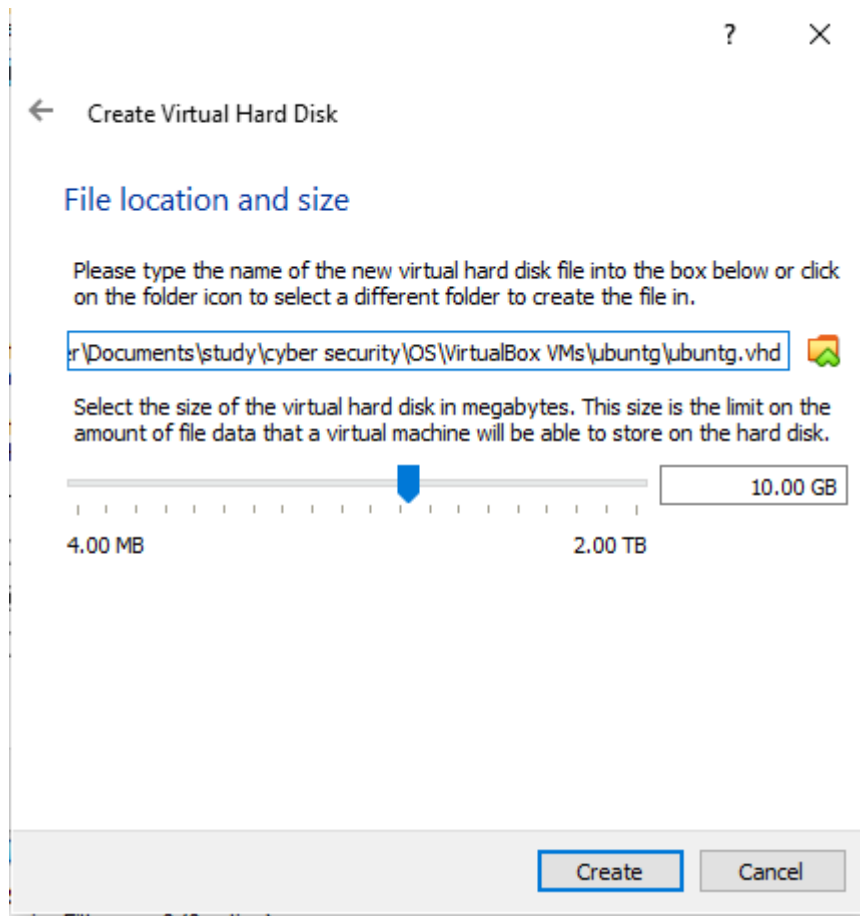 ?
Create Virtual Hard Disk
File location and size
Please type the name of the new virtual hard disk file into the box below or click
on the folder icon to select a different folder to create the file in.
r\Documents\study\cyber security\OS\VirtualBox VMs\ubuntg\ubuntg.vhd
Select the size of the virtual hard disk in megabytes. This size is the limit on the
amount of file data that a virtual machine will be able to store on the hard disk.
10.00 GB
4.00 MB 2.00 TB
Create Cancel